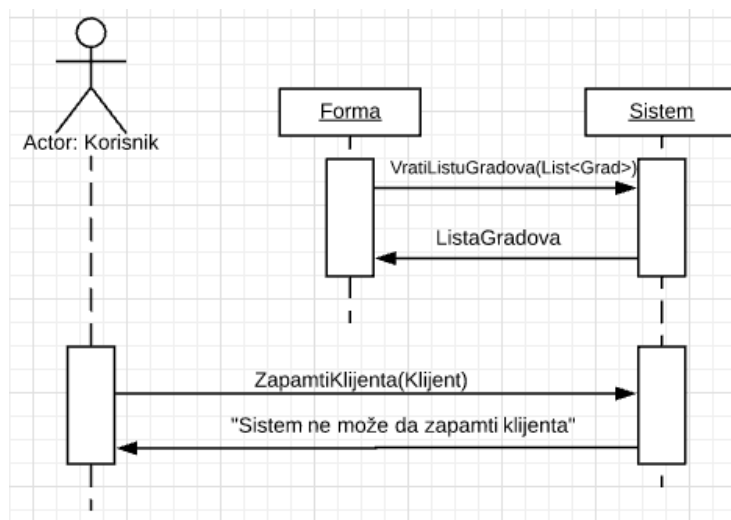 Actor: Korisnik
Forma
Sistem
VratiListuGradova(List<Grad>)
ListaGradova
ZapamtiKlijenta(Klijent)
"Sistem ne može da zapamti klijenta"